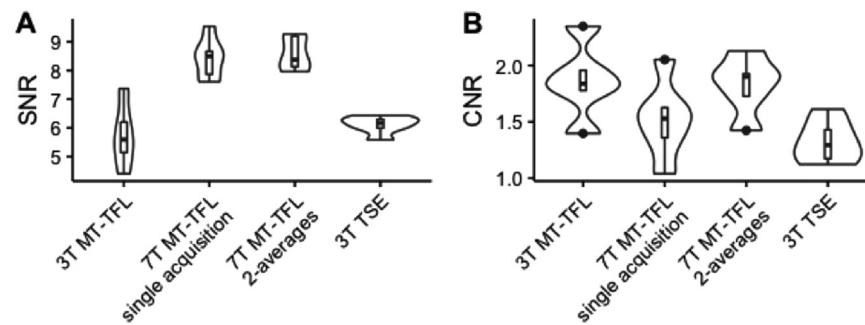 A
SNR
9
8
7
6
5
3T MT-TFL
7T MT-TFL
single acquisition
7T MT-TFL
2-averages
3T TSE
B
CNR
2.0
1.5
1.0
3T MT-TFL
7T MT-TFL
single acquisition
7T MT-TFL
2-averages
3T TSE